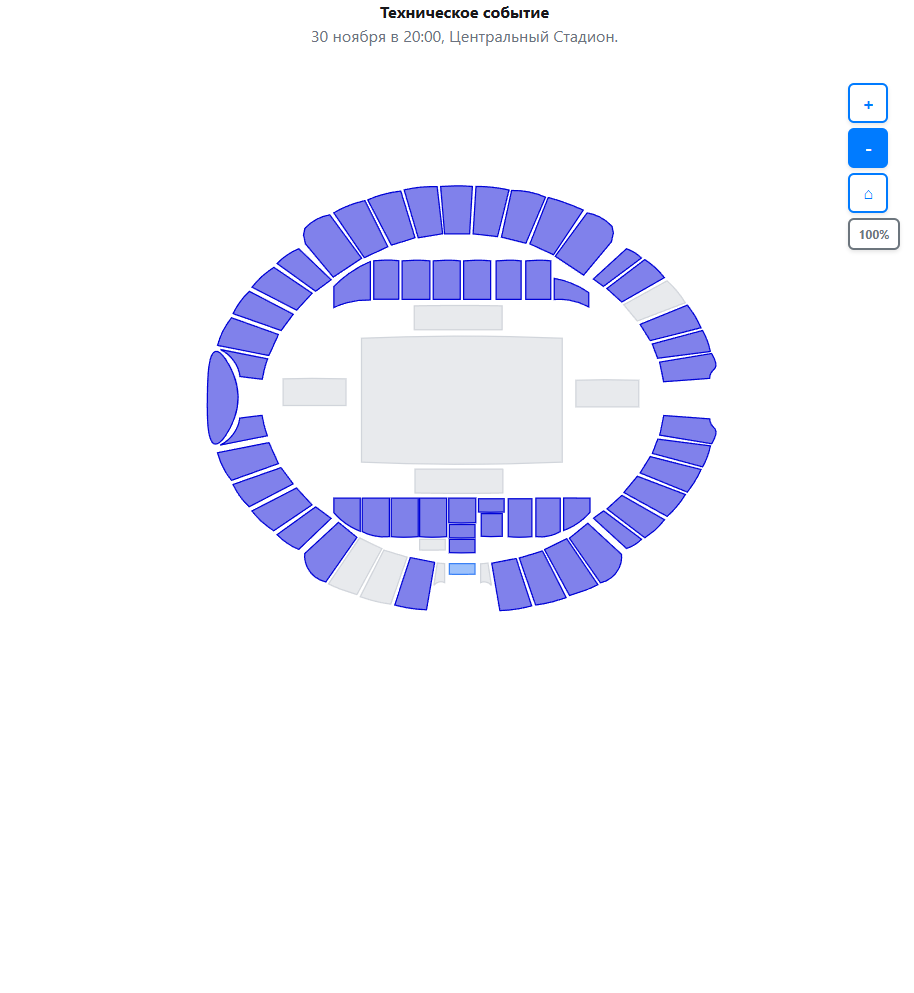 Техническое событие
30 ноября в 20:00, Центральный Стадион.
+
-
⌂
100%